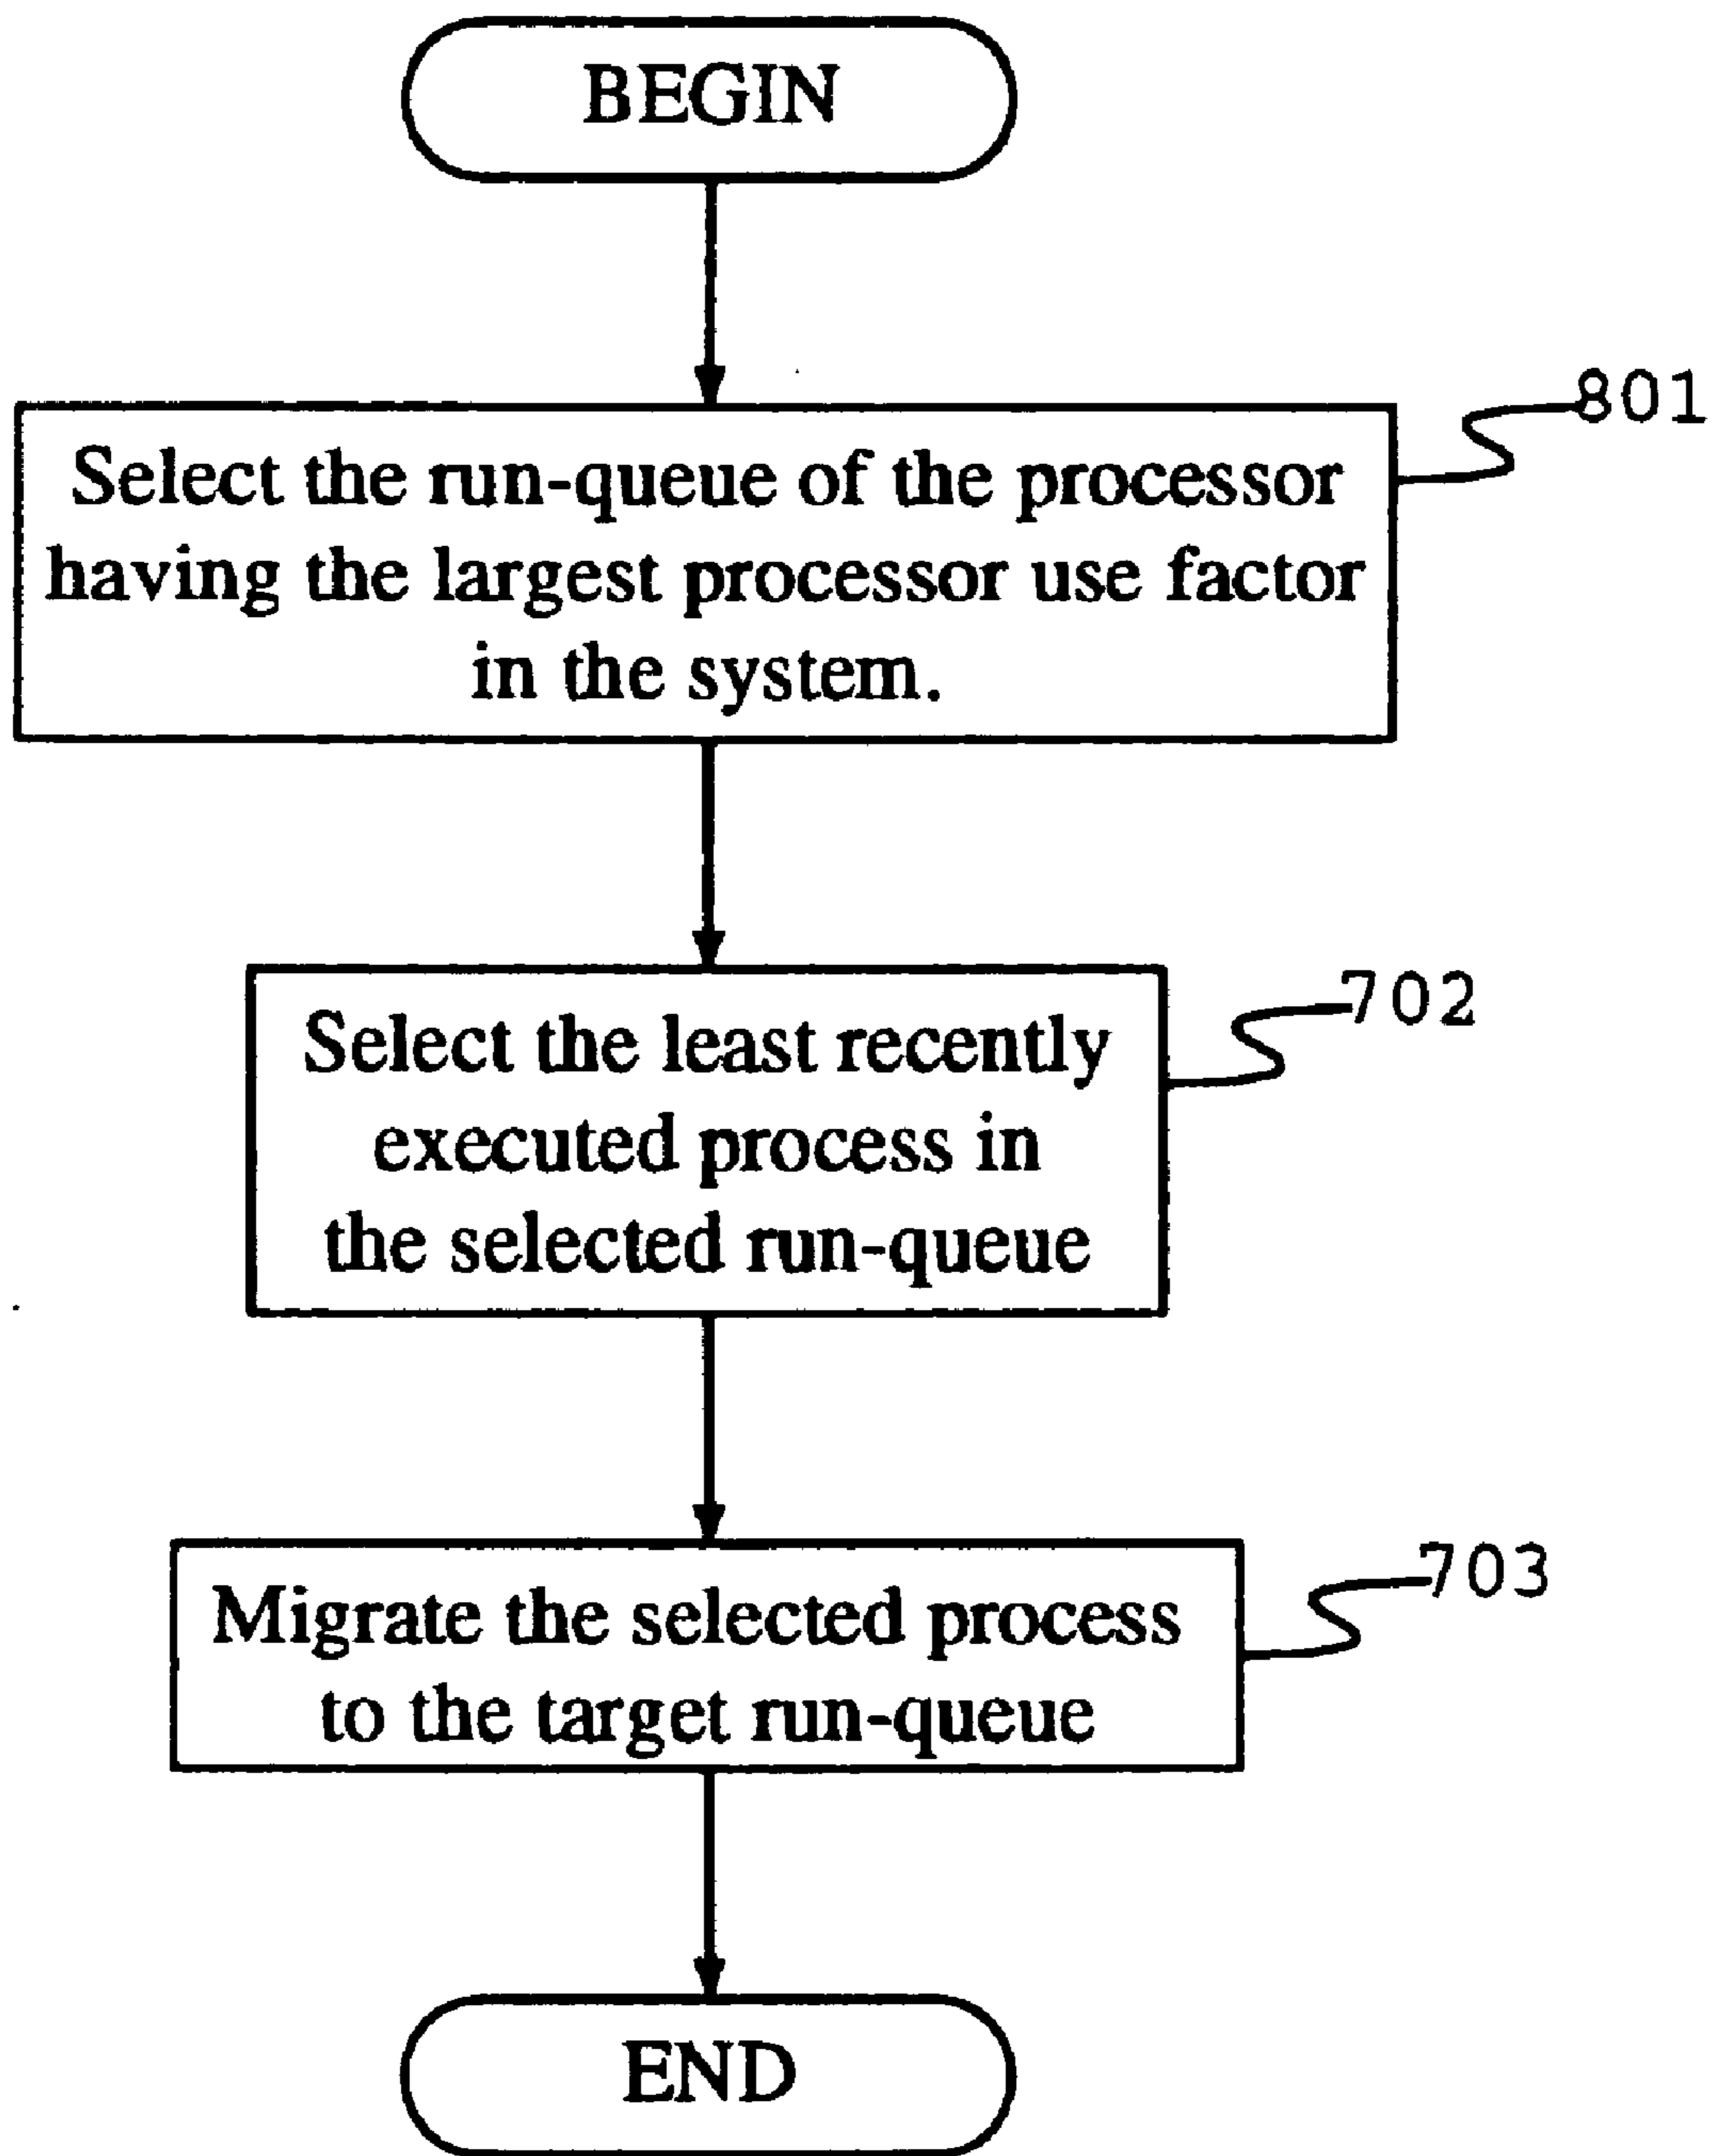 BEGIN
801
Select the run-queue of the processor
having the largest processor use factor
in the system.
702
Select the least recently
executed process in
the selected run-queue
703
Migrate the selected process
to the target run-queue
END